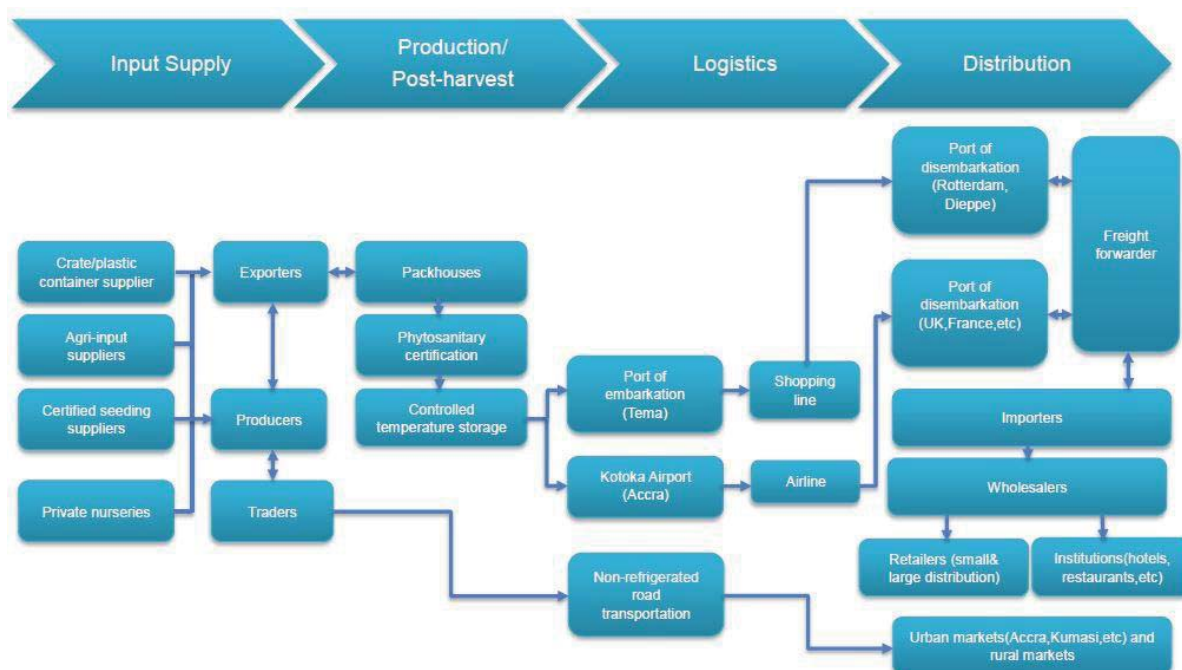 Input Supply
Production/
Post-harvest
Logistics
Distribution
Crate/plastic
container supplier
Agri-input
suppliers
Certified seeding
suppliers
Private nurseries
Exporters
Producers
Traders
Packhouses
Phytosanitary
certification
Controlled
temperature storage
Port of
embarkation
(Tema)
Kotoka Airport
(Accra)
Non-refrigerated
road
transportation
Shopping
line
Airline
Port of
disembarkation
(Rotterdam,
Dieppe)
Port of
disembarkation
(UK,France,etc)
Freight
forwarder
Importers
Wholesalers
Retailers (small&
large distribution)
Institutions(hotels,
restaurants,etc)
Urban markets(Accra,Kumasi,etc) and
rural markets